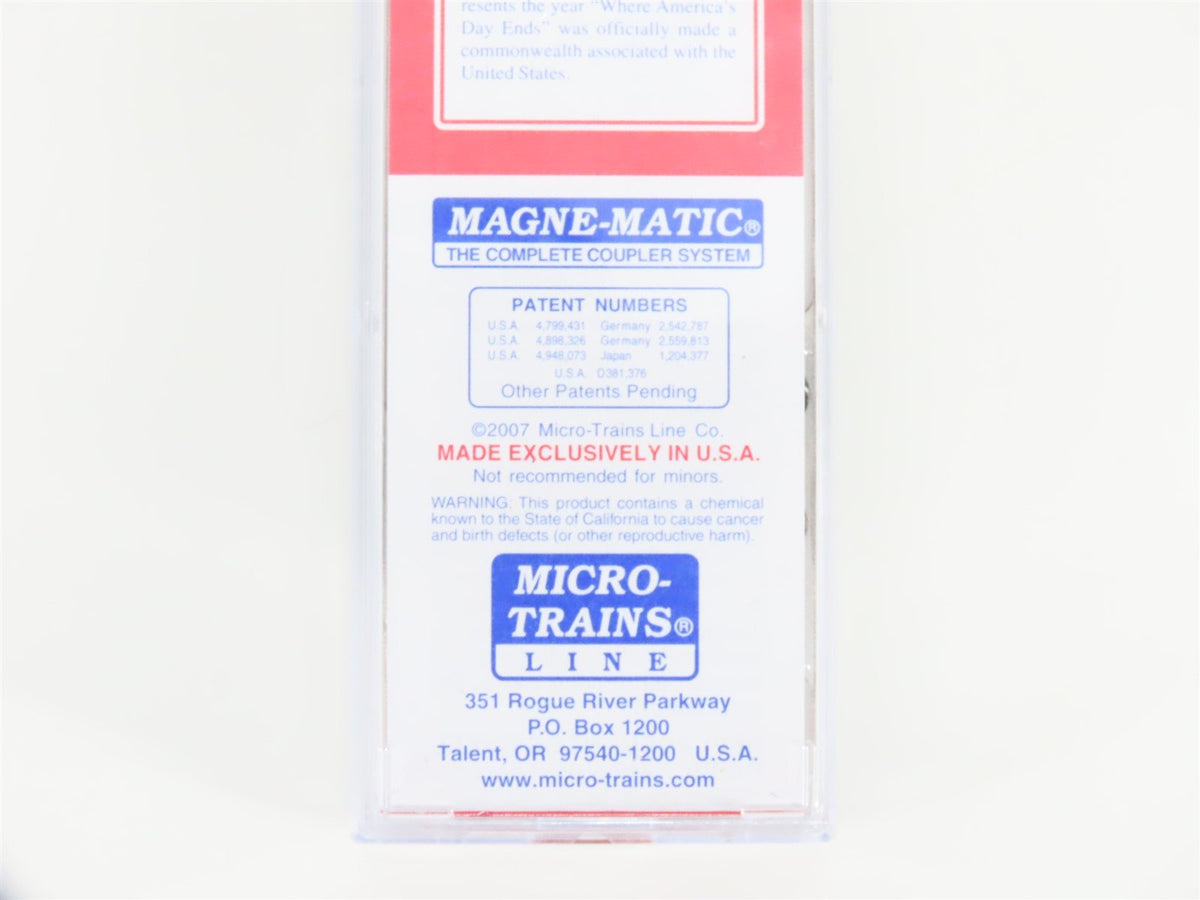 resents the year "Where America's
Day Ends" was officially made a
commonwealth associated with the
United States.
MAGNE-MATIC®
THE COMPLETE COUPLER SYSTEM
PATENT NUMBERS
U.S.A. 4,799,431 Germany 2,542,787
U.S.A. 4,898,326 Germany 2,559,813
U.S.A. 4,948,073 Japan 1,204,377
U.S.A. D381,376
Other Patents Pending
©2007 Micro-Trains Line Co.
MADE EXCLUSIVELY IN U.S.A.
Not recommended for minors.
WARNING: This product contains a chemical
known to the State of California to cause cancer
and birth defects (or other reproductive harm).
MICRO-
TRAINS®
LINE
351 Rogue River Parkway
P.O. Box 1200
Talent, OR 97540-1200 U.S.A.
www.micro-trains.com